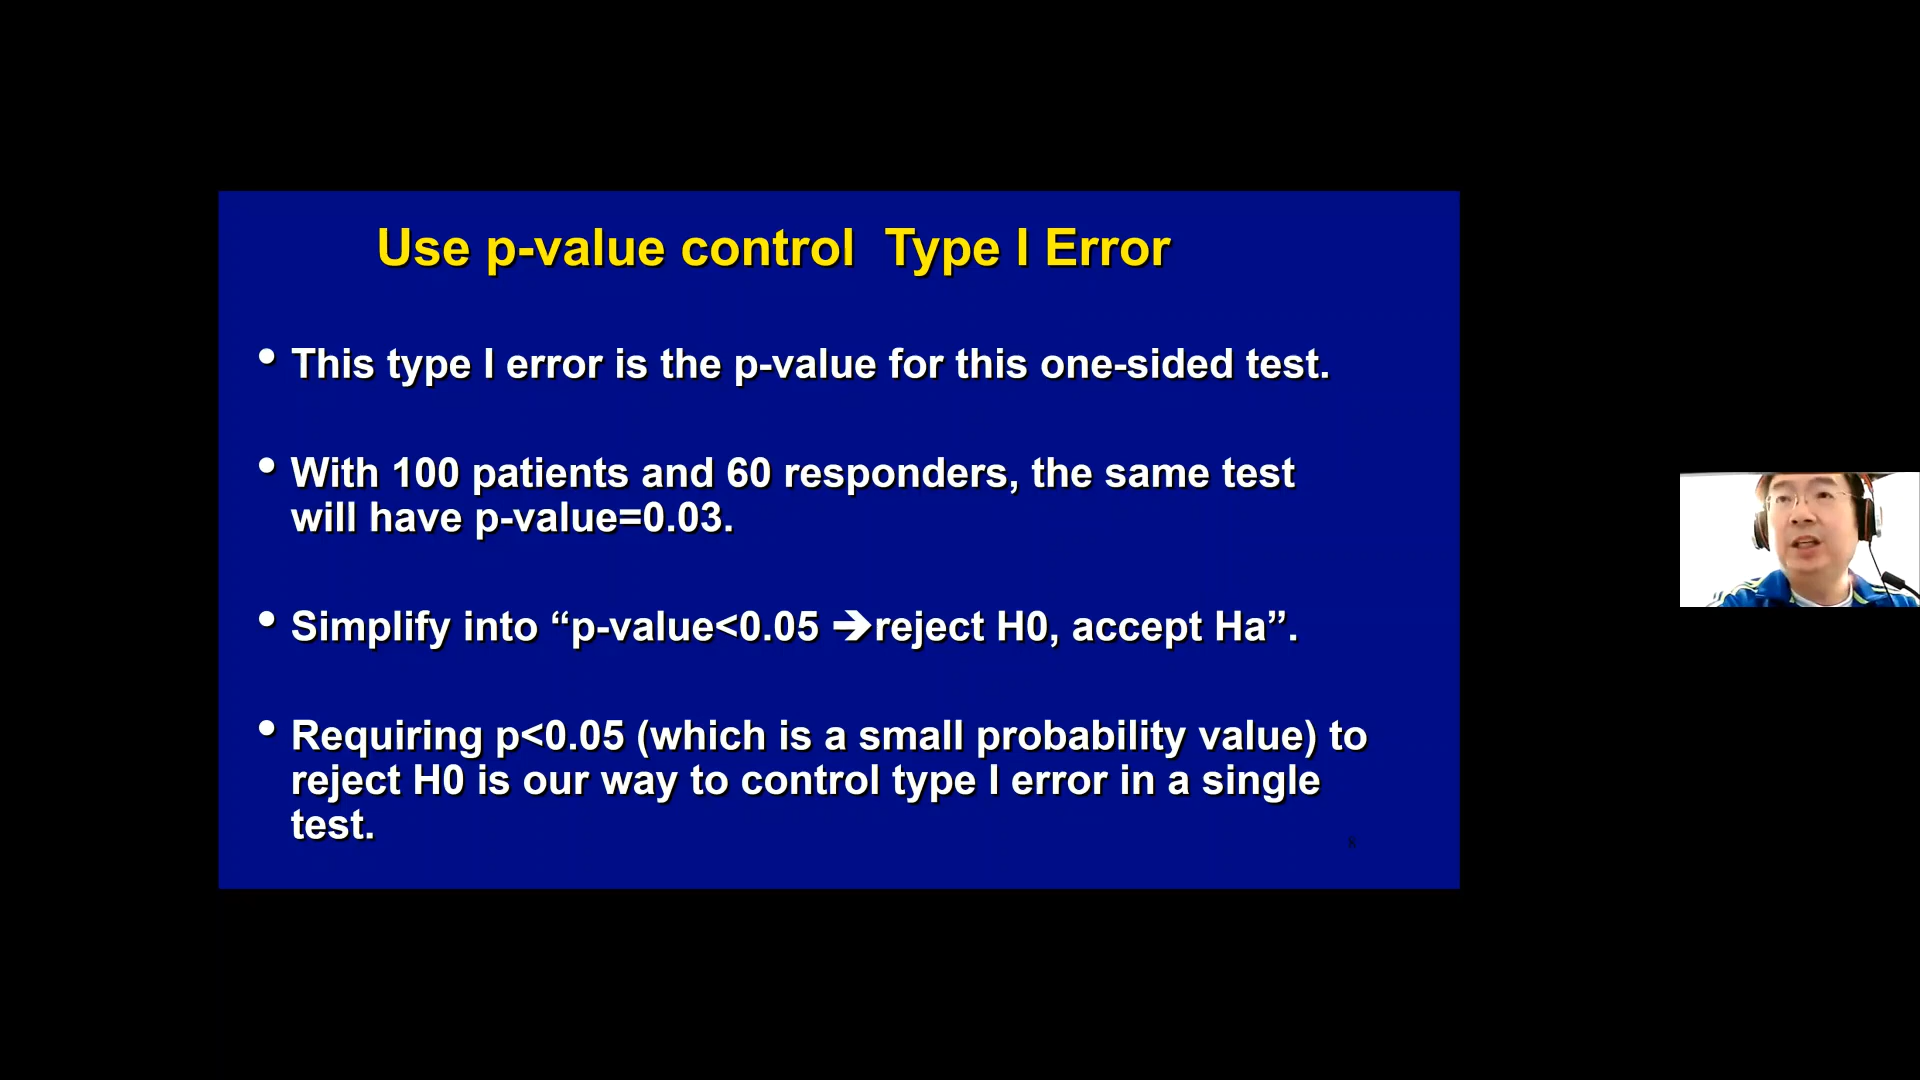 Use p-value control  Type I Error
• This type I error is the p-value for this one-sided test.
• With 100 patients and 60 responders, the same test
will have p-value=0.03.
• Simplify into “p-value<0.05 ➔reject H0, accept Ha”.
• Requiring p<0.05 (which is a small probability value) to
reject H0 is our way to control type I error in a single
test.